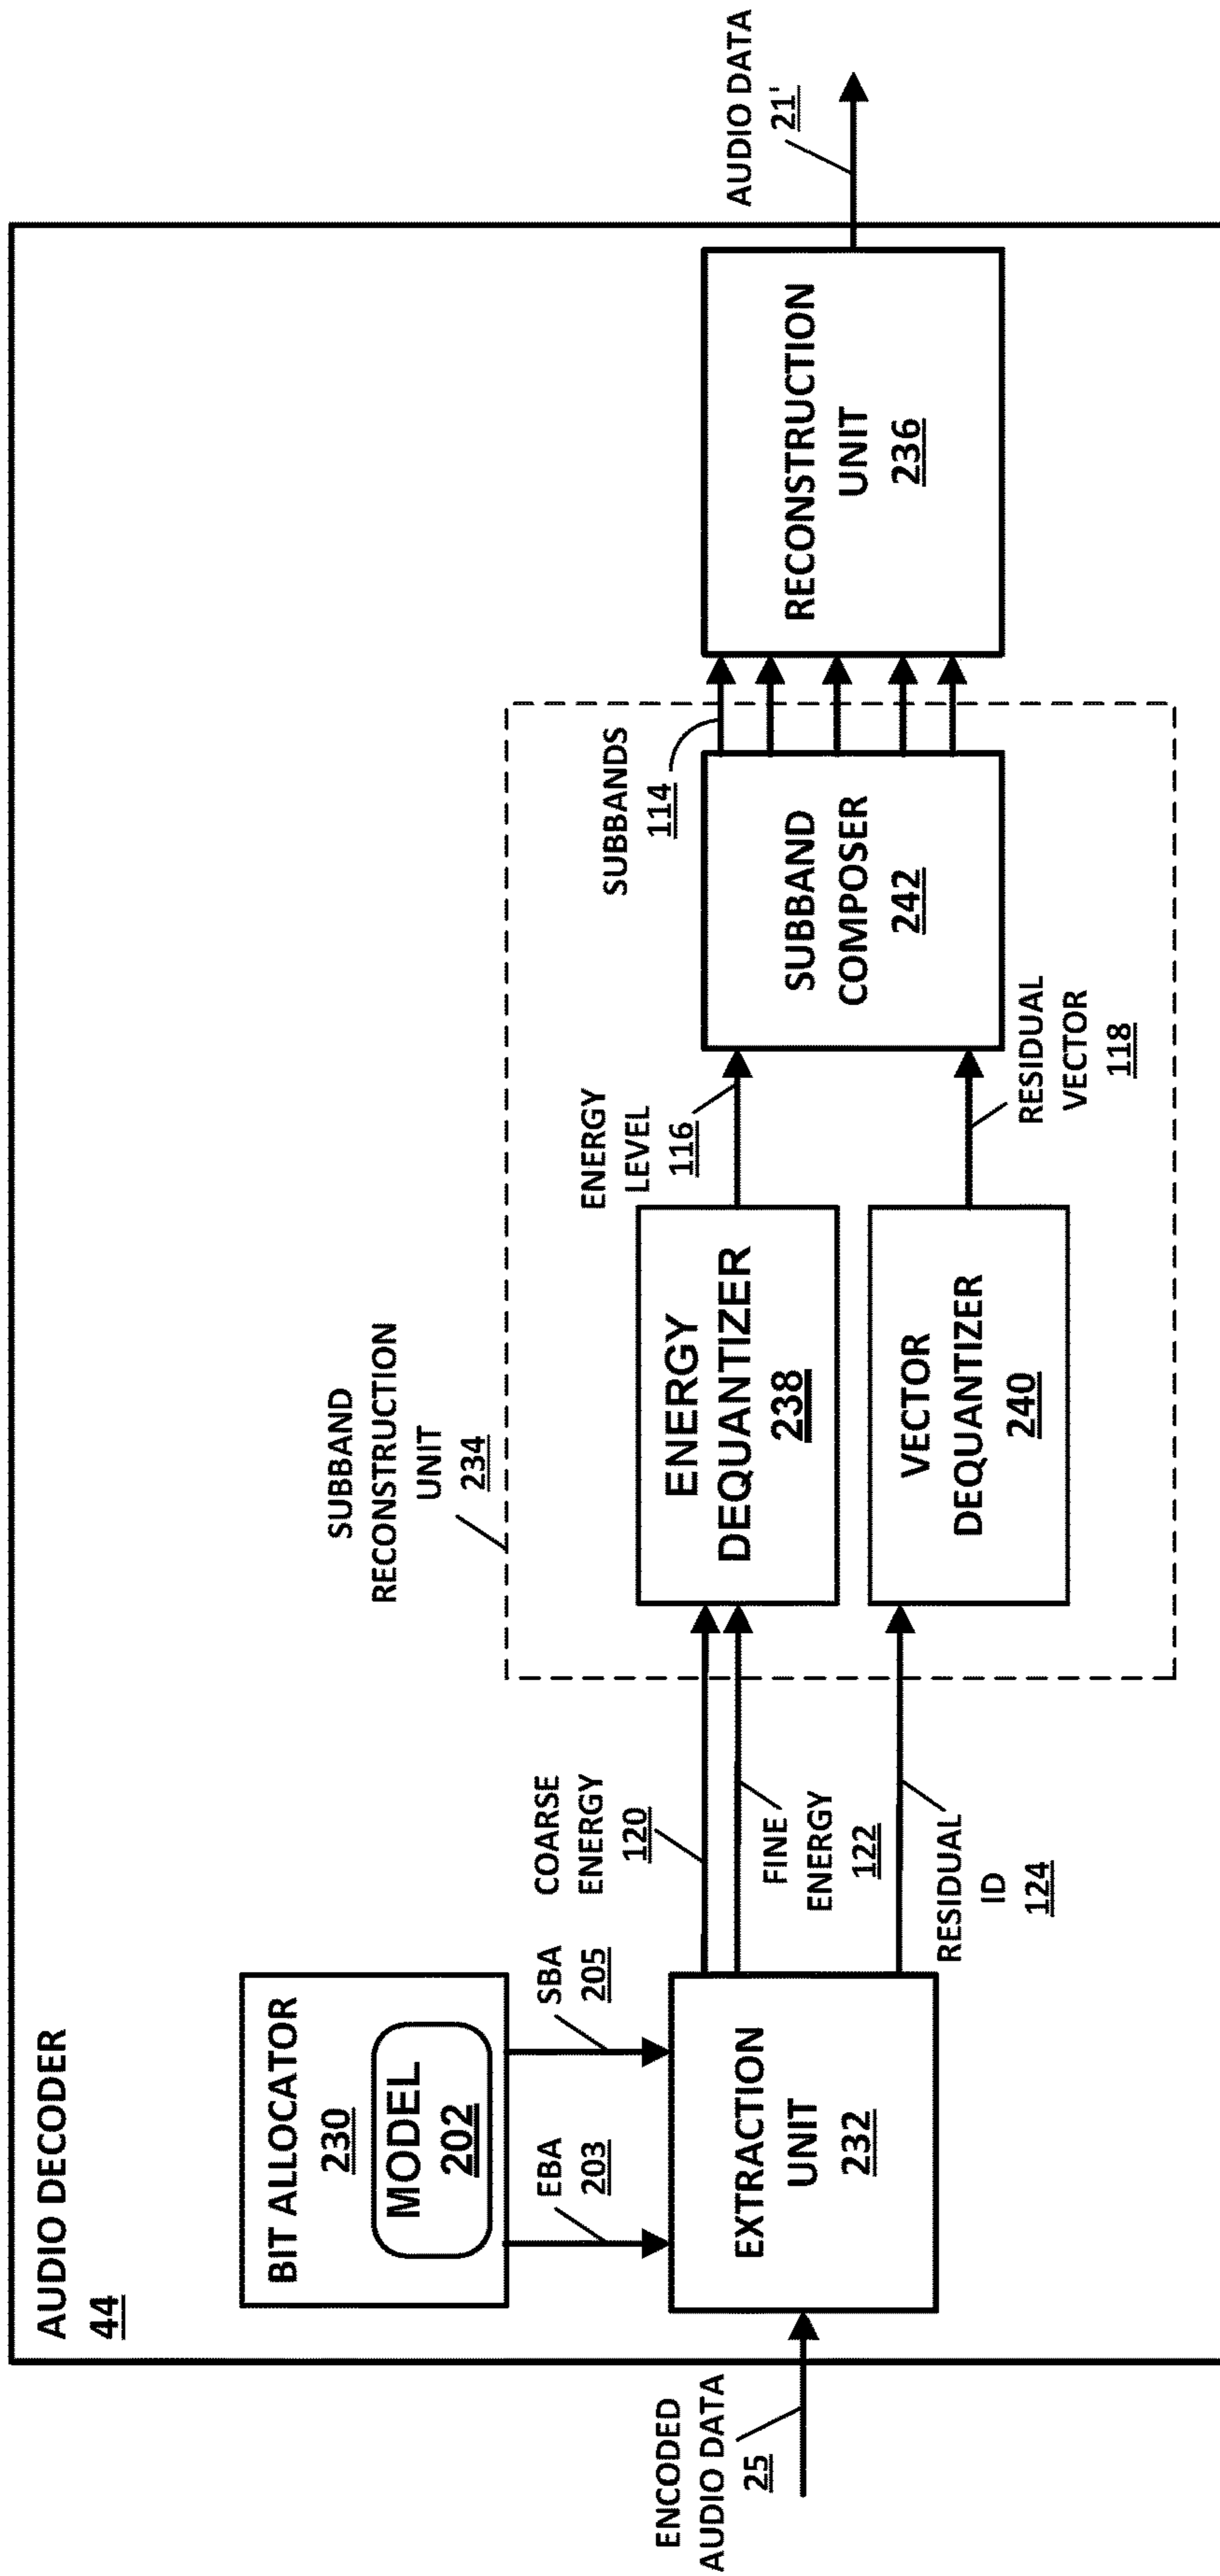 AUDIO DECODER
44
BIT ALLOCATOR
230
MODEL
202
EBA
203
SBA
205
ENCODED
AUDIO DATA
25
EXTRACTION
UNIT
232
COARSE
ENERGY
120
FINE
ENERGY
122
RESIDUAL
ID
124
SUBBAND
RECONSTRUCTION
UNIT
234
ENERGY
DEQUANTIZER
238
VECTOR
DEQUANTIZER
240
ENERGY
LEVEL
116
RESIDUAL
VECTOR
118
SUBBAND
COMPOSER
242
SUBBANDS
114
RECONSTRUCTION
UNIT
236
AUDIO DATA
21'